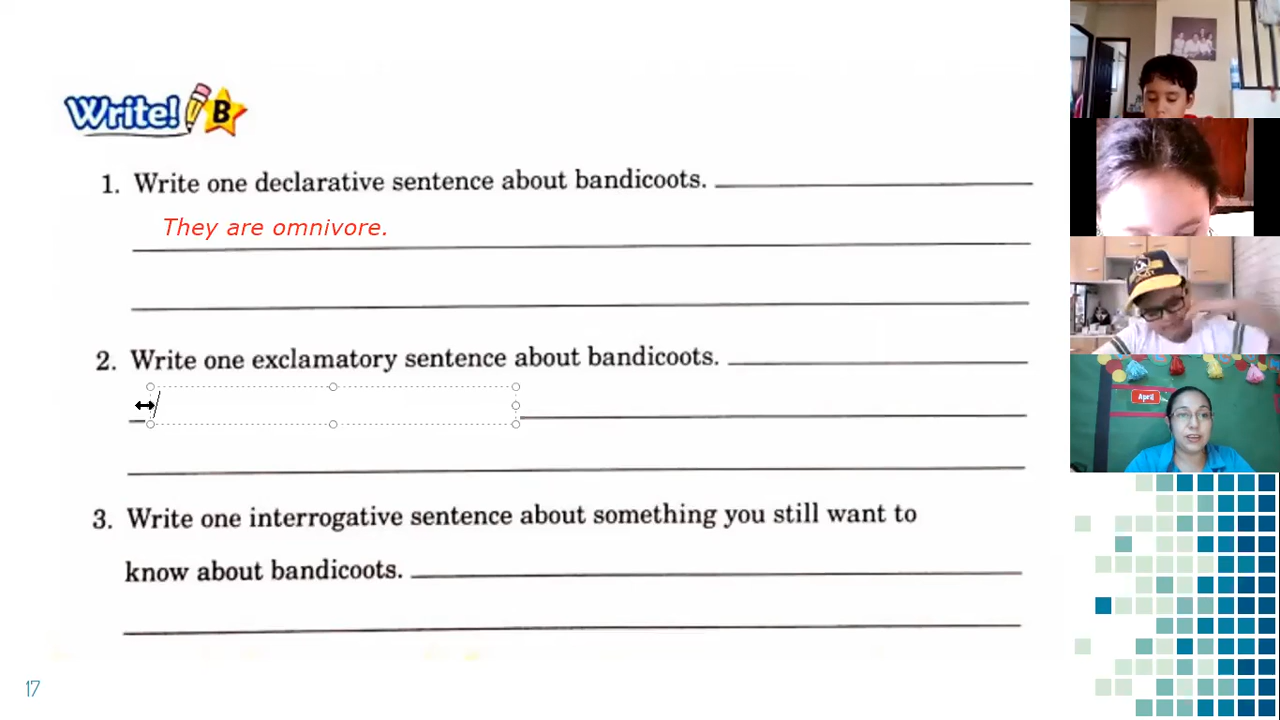 Write! B
1. Write one declarative sentence about bandicoots.
They are omnivore.
2. Write one exclamatory sentence about bandicoots.
3. Write one interrogative sentence about something you still want to
know about bandicoots.
17
April